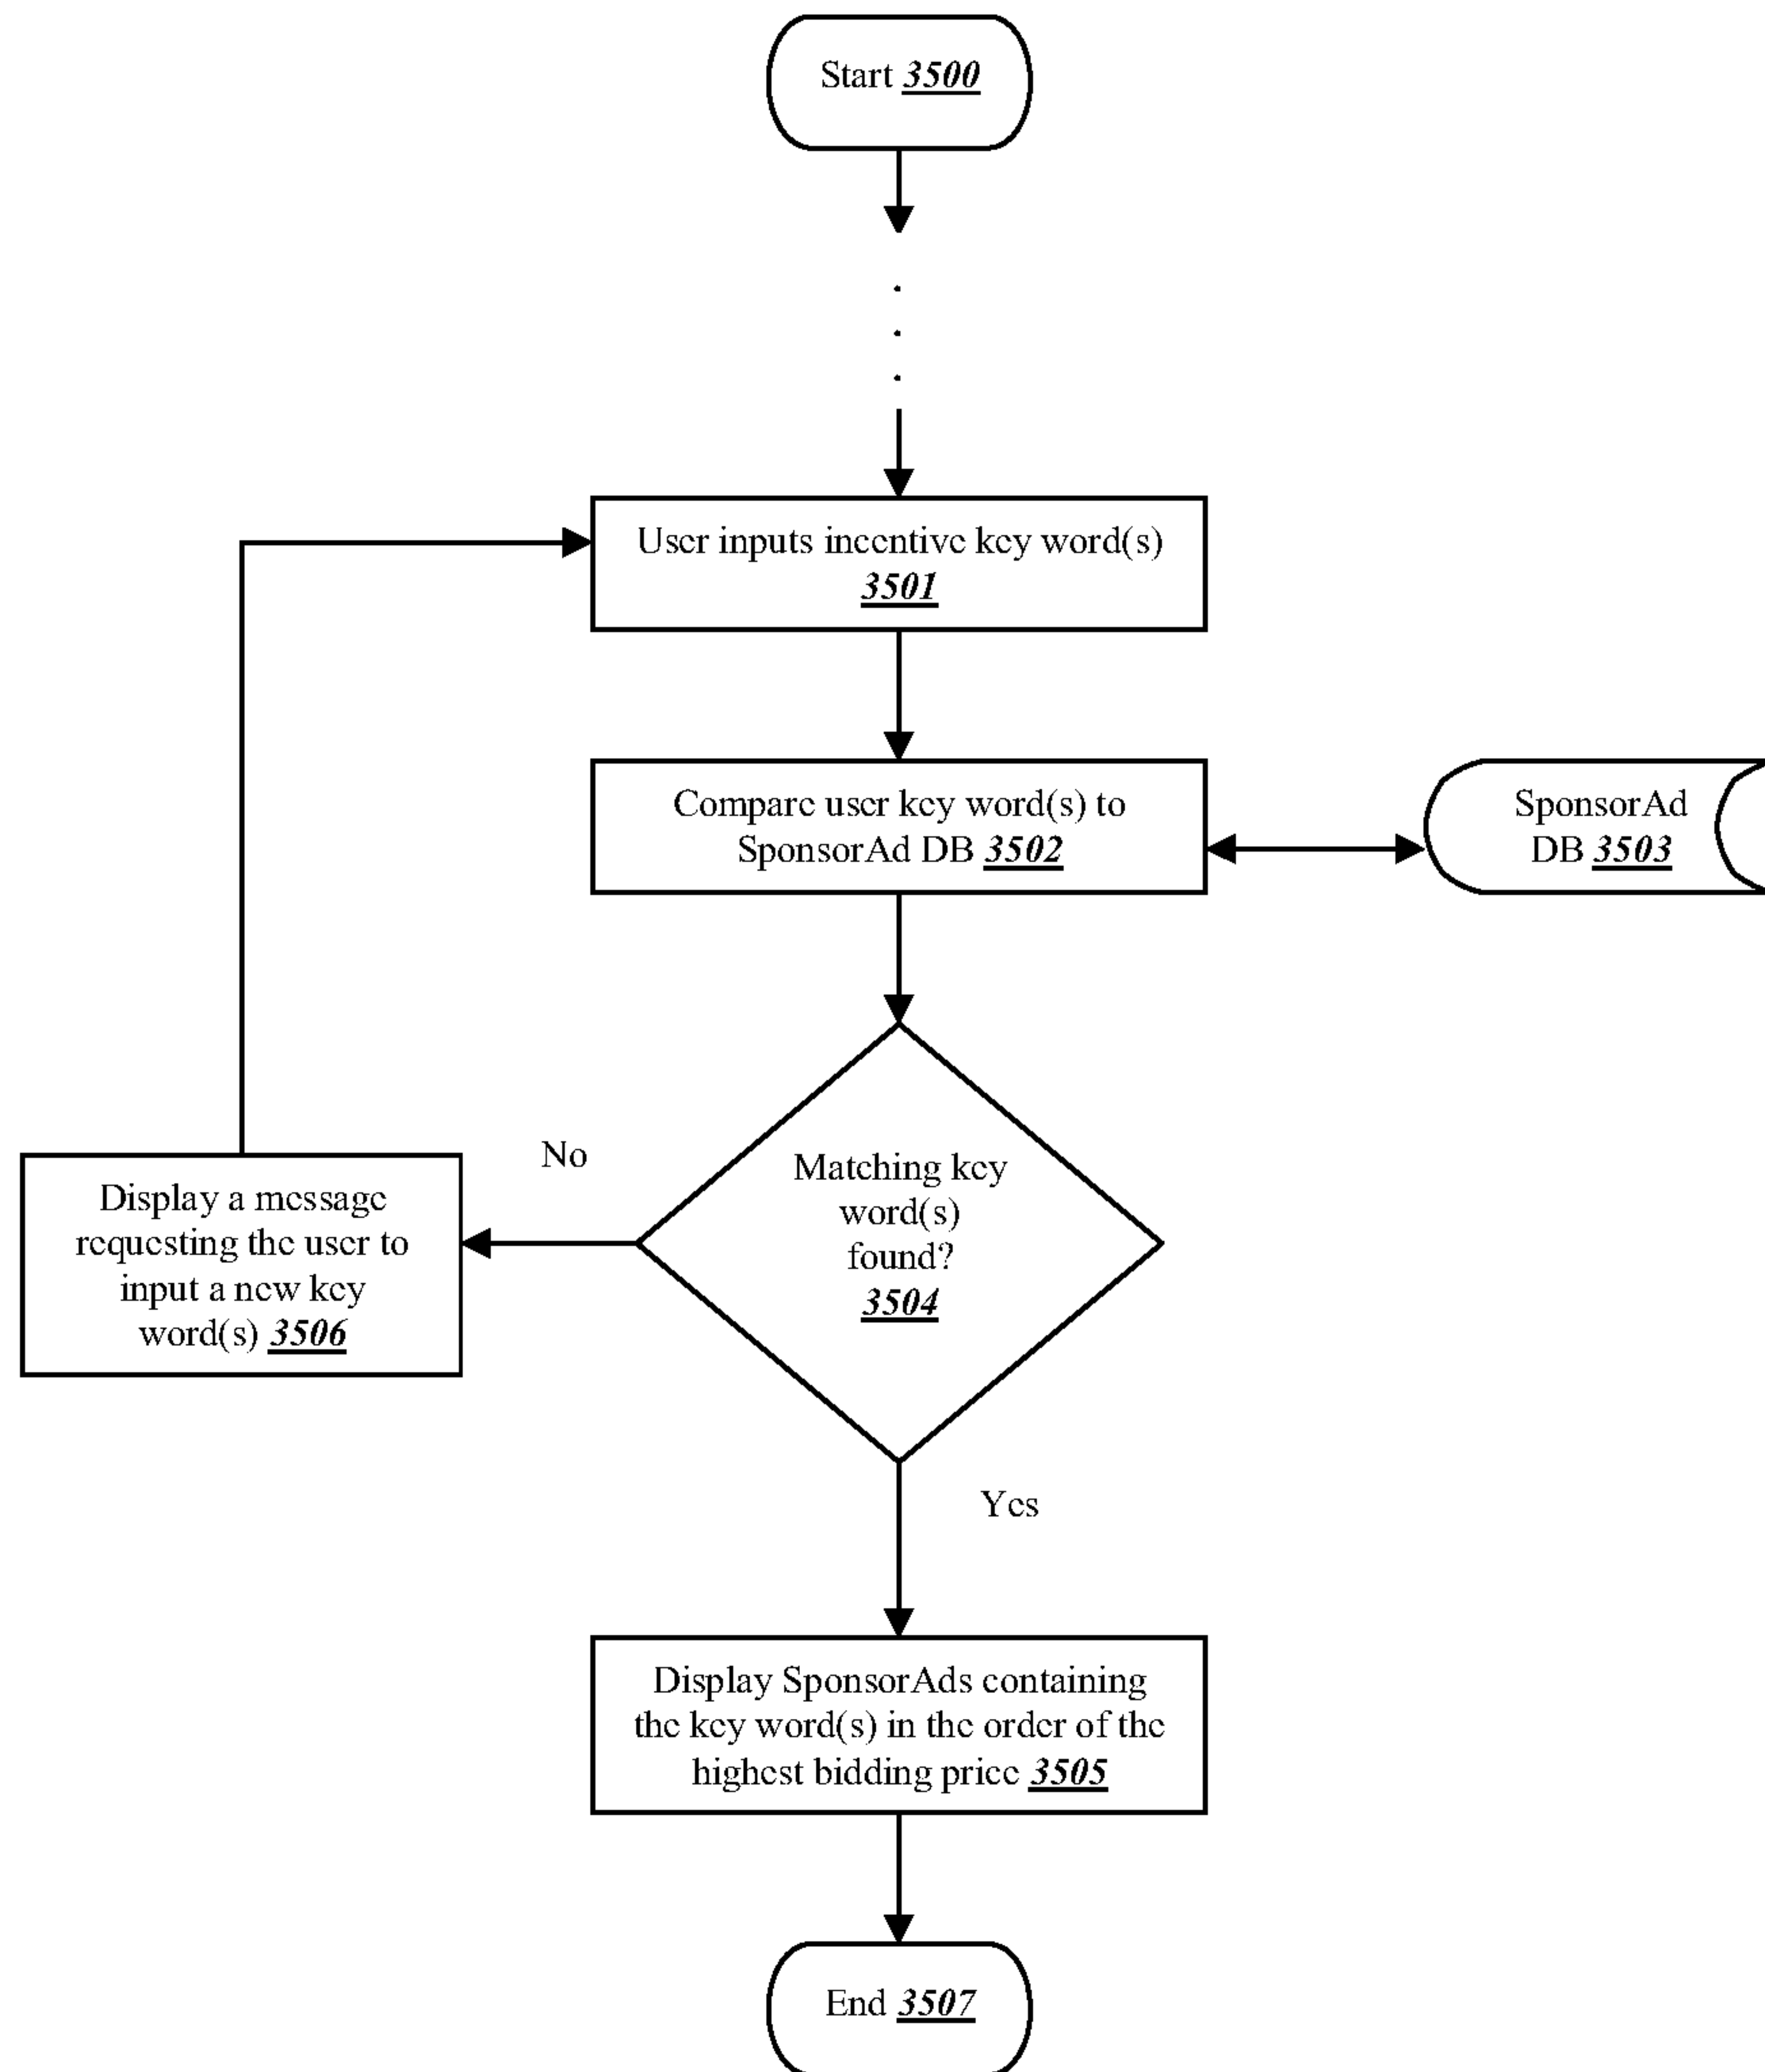 Start 3500
User inputs incentive key word(s)
3501
Compare user key word(s) to
SponsorAd DB 3502
SponsorAd
DB 3503
Matching key
word(s)
found?
3504
No
Display a message
requesting the user to
input a new key
word(s) 3506
Yes
Display SponsorAds containing
the key word(s) in the order of the
highest bidding price 3505
End 3507